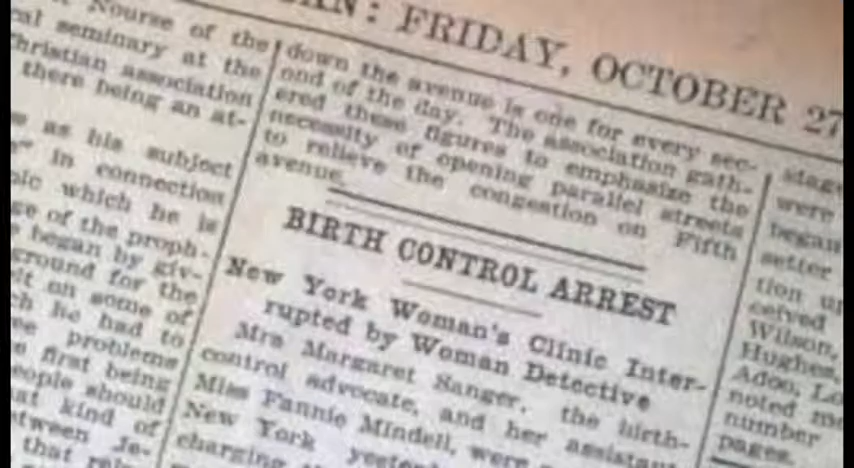 AN: FRIDAY, OCTOBER 27
Nourse of the
seminary at the
Christian association
there being an at-
as his subject
in connection
which he is
of the proph-
began by giv-
ground for the
on some of
he had to
problems
first being
people should
kind of
Je-
that
down the avenue is one for every sec-
ond of the day. The association gath-
ered these figures to emphasize the
necessity of opening parallel streets
to relieve the congestion on Fifth
avenue.
BIRTH CONTROL ARREST
New York Woman's Clinic Inter-
rupted by Woman Detective
Mrs Margaret Sanger, the birth-
control advocate, and her assistant
Miss Fannie Mindell, were
New York
charging
stage
were
began
setter
tion
ceived
Wilson,
Hughes,
Adoo, Lo
noted
number
pages.